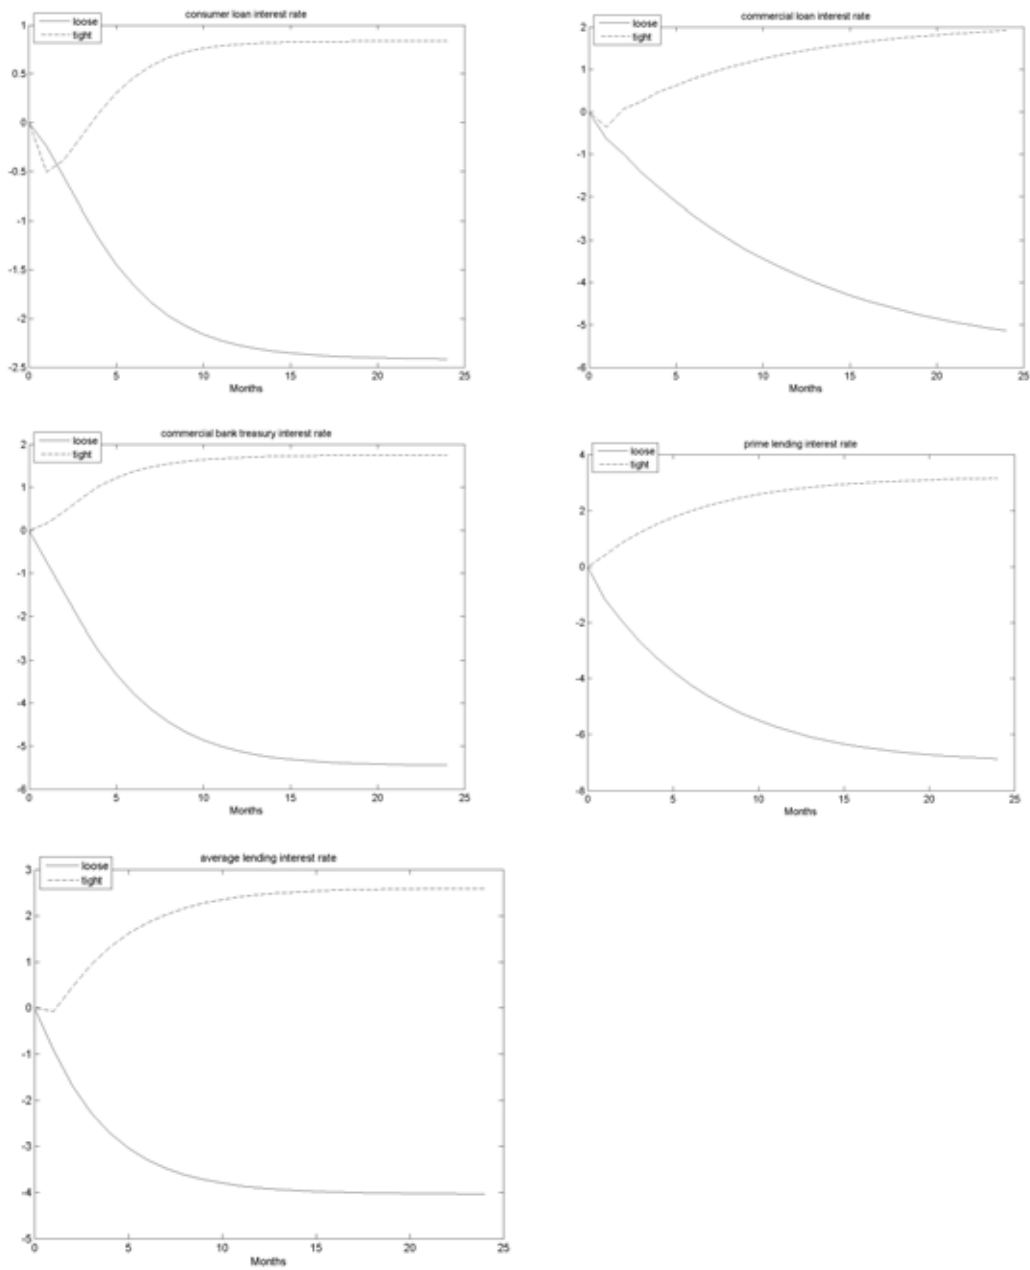 consumer loan interest rate
loose
tight
1
0.5
0
-0.5
-1
-1.5
-2
-2.5
0 5 10 15 20 25
Months
commercial loan interest rate
loose
tight
2
1
0
-1
-2
-3
-4
-5
-6
0 5 10 15 20 25
Months
commercial bank treasury interest rate
loose
tight
2
1
0
-1
-2
-3
-4
-5
-6
0 5 10 15 20 25
Months
prime lending interest rate
loose
tight
4
2
0
-2
-4
-6
-8
0 5 10 15 20 25
Months
average lending interest rate
loose
tight
3
2
1
0
-1
-2
-3
-4
-5
0 5 10 15 20 25
Months